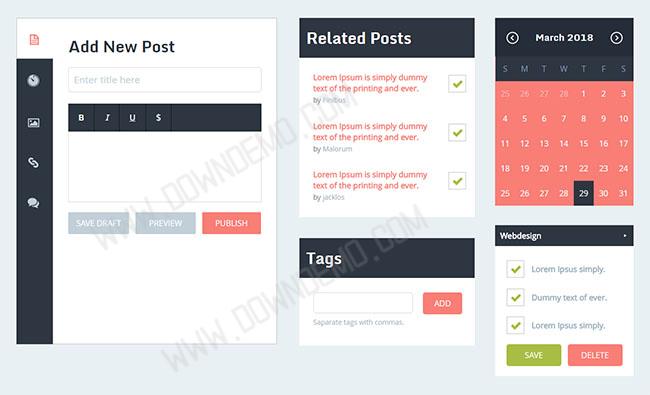 Add New Post
Enter title here
B I U $
SAVE DRAFT PREVIEW PUBLISH
Related Posts
Lorem Ipsum is simply dummy
text of the printing and ever.
by Finibus
Lorem Ipsum is simply dummy
text of the printing and ever.
by Malorum
Lorem Ipsum is simply dummy
text of the printing and ever.
by jacklos
Tags
ADD
Saparate tags with commas.
March 2018
S M T W T F S
25 26 27 28 1 2 3
4 5 6 7 8 9 10
11 12 13 14 15 16 17
18 19 20 21 22 23 24
25 26 27 28 29 30 31
Webdesign
Lorem Ipsus simply.
Dummy text of ever.
Lorem Ipsus simply.
SAVE DELETE
WWW.DOWNDEMO.COM
WWW.DOWNDEMO.COM